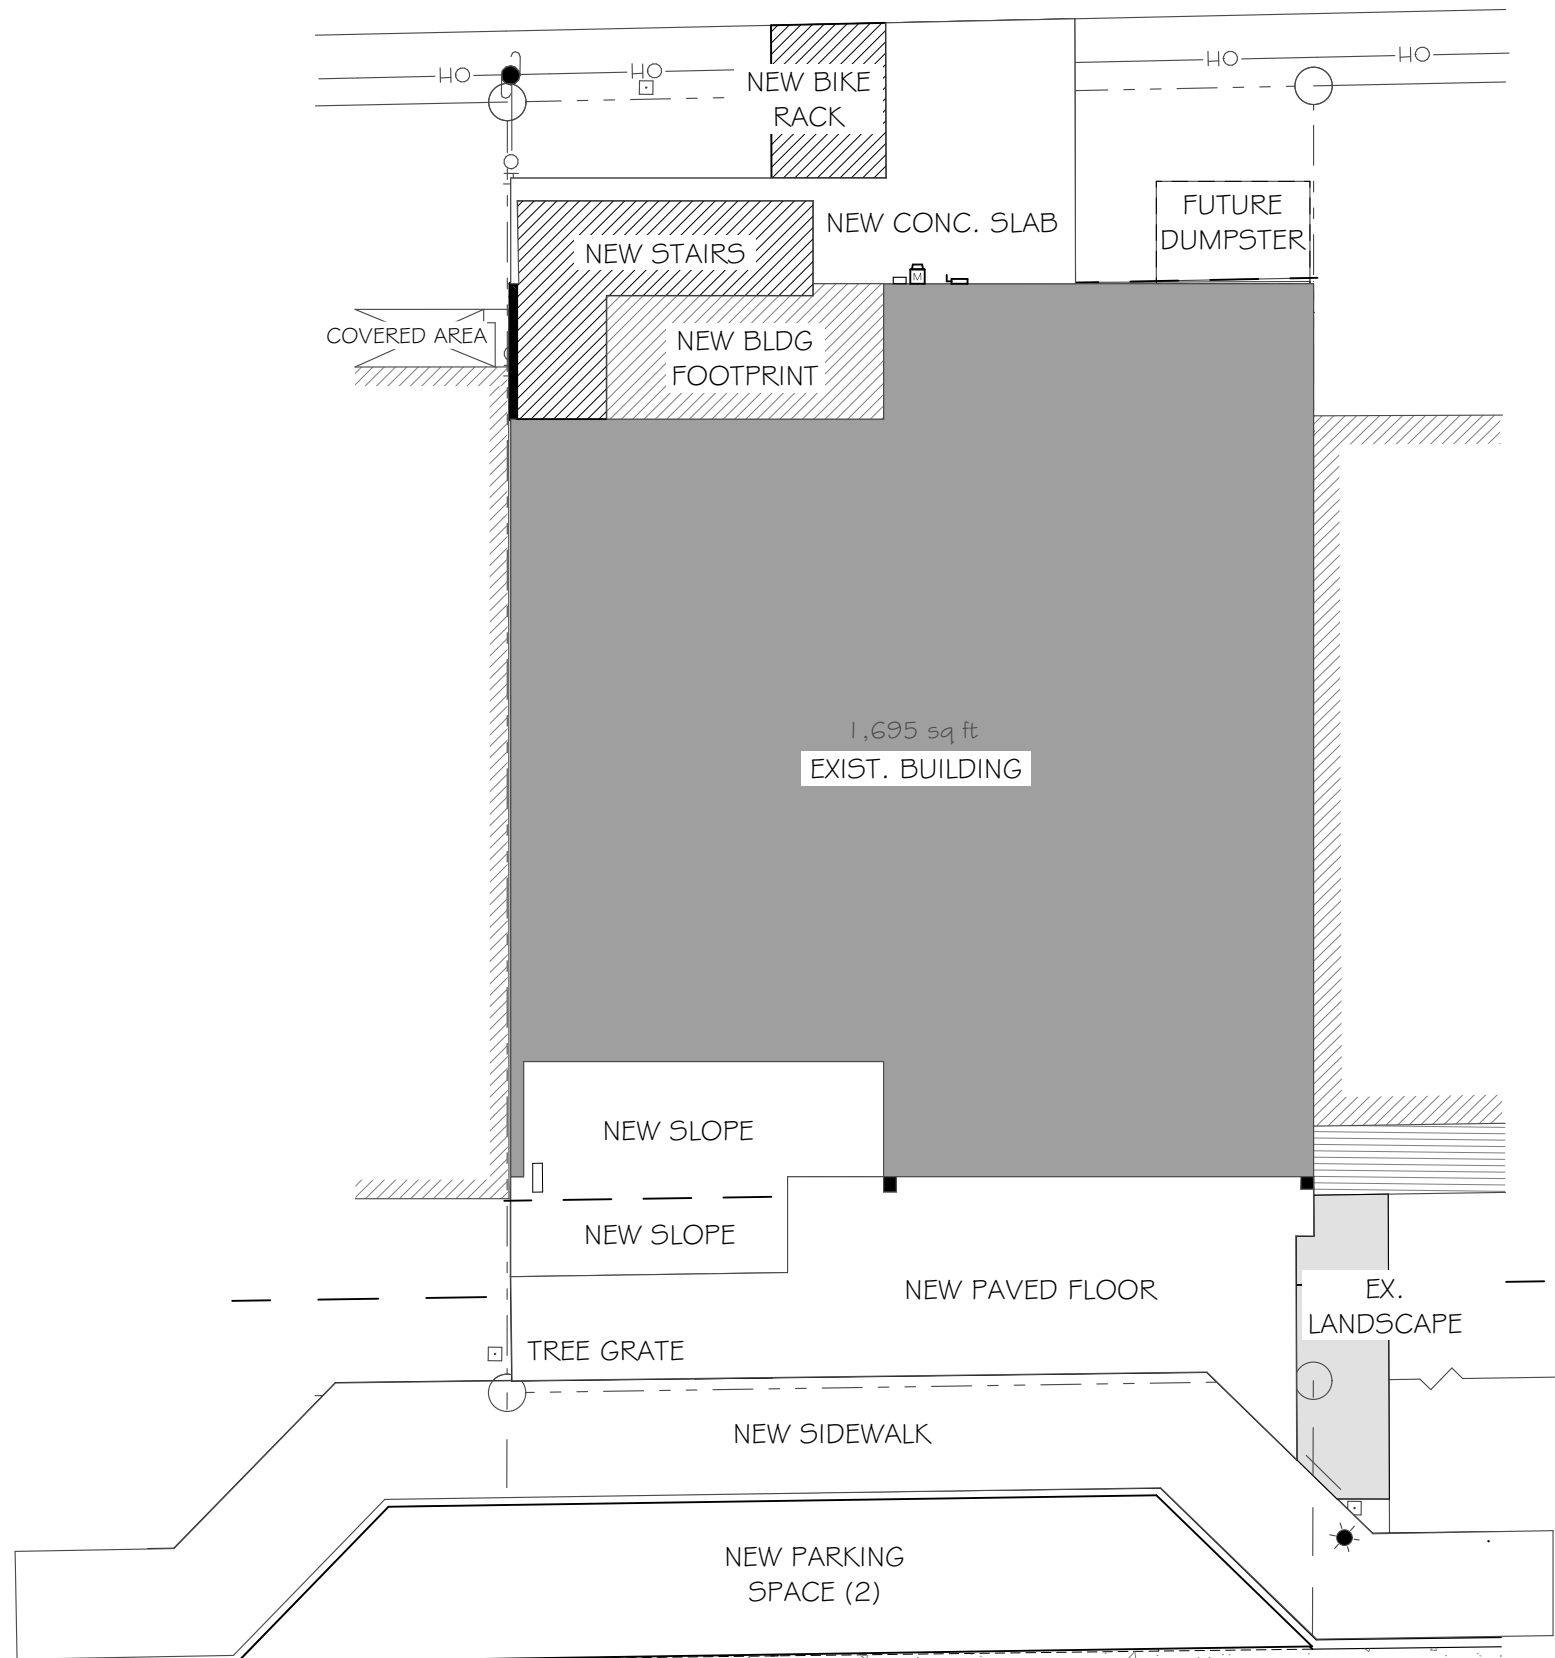 HO
HO
HO
HO
NEW BIKE
RACK
FUTURE
DUMPSTER
NEW CONC. SLAB
NEW STAIRS
M
COVERED AREA
NEW BLDG
FOOTPRINT
1,695 sq ft
EXIST. BUILDING
NEW SLOPE
NEW SLOPE
NEW PAVED FLOOR
EX.
LANDSCAPE
TREE GRATE
NEW SIDEWALK
NEW PARKING
SPACE (2)